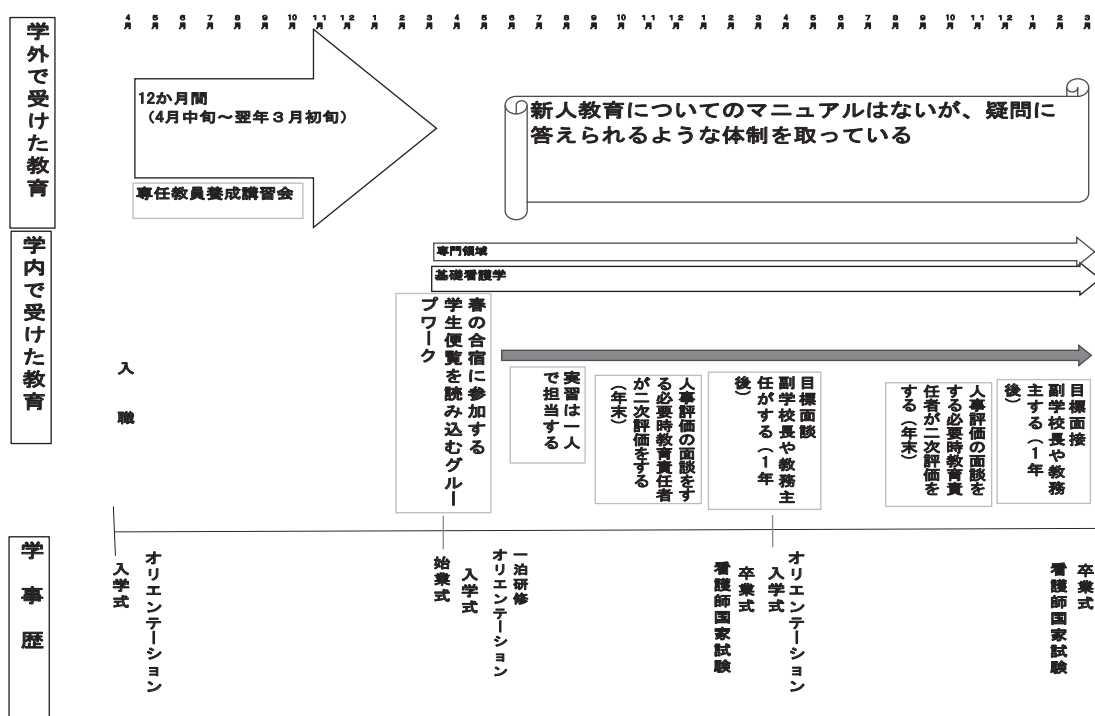 4月 5月 6月 7月 8月 9月 10月 11月 12月 1月 2月 3月 4月 5月 6月 7月 8月 9月 10月 11月 12月 1月 2月 3月 4月 5月 6月 7月 8月 9月 10月 11月 12月 1月 2月 3月
学外で受けた教育
12か月間
（4月中旬～翌年３月初旬）
専任教員養成講習会
新人教育についてのマニュアルはないが、疑問に
答えられるような体制を取っている
学内で受けた教育
専門領域
基礎看護学
入職
春の合宿に参加する
学生便覧を読み込むグルー
プワーク
実習は一人
で担当する
人事評価の面談をす
る必要時教育責任者
が二次評価をする
（年末）
目標面談
副学校長や教務主
任がする（1年
後）
人事評価の面談を
する必要時教育責
任者が二次評価を
する（年末）
目標面接
副学校長や教務
主する（1年
後）
学事歴
入学式
オリエンテーション
始業式
入学式
オリエンテーション
一泊研修
看護師国家試験
卒業式
入学式
オリエンテーション
看護師国家試験
卒業式